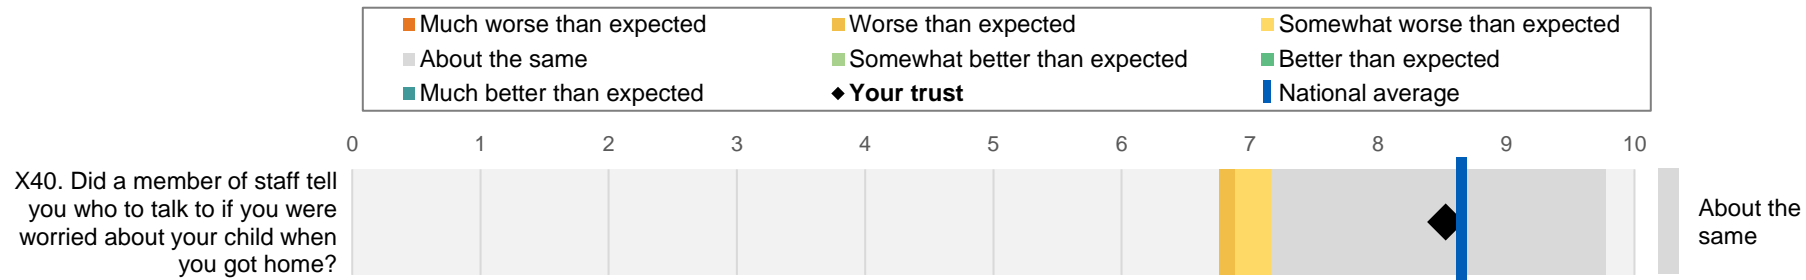 Much worse than expected
Worse than expected
Somewhat worse than expected
About the same
Somewhat better than expected
Better than expected
Much better than expected
Your trust
National average
0 1 2 3 4 5 6 7 8 9 10
X40. Did a member of staff tell
you who to talk to if you were
worried about your child when
you got home?
About the
same